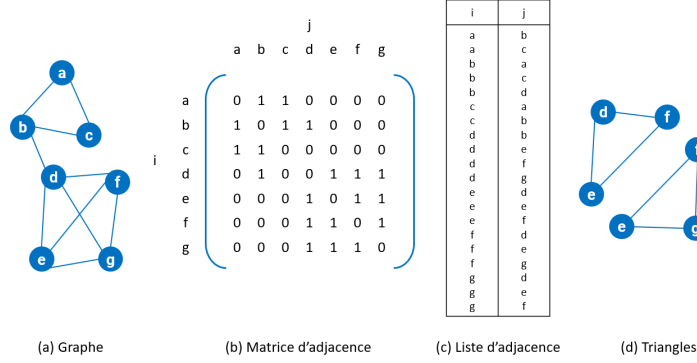 a
b
c
d
f
e
g
(a) Graphe
j
a b c d e f g
i
a 0 1 1 0 0 0 0
b 1 0 1 1 0 0 0
c 1 1 0 0 0 0 0
d 0 1 0 0 1 1 1
e 0 0 0 1 0 1 1
f 0 0 0 1 1 0 1
g 0 0 0 1 1 1 0
(b) Matrice d'adjacence
i j
a b
a c
b a
b c
b d
c a
c b
d b
d e
d f
d g
e d
e e
e f
f d
f e
f g
g d
g e
g f
(c) Liste d'adjacence
d
f
e
f
e
g
(d) Triangles